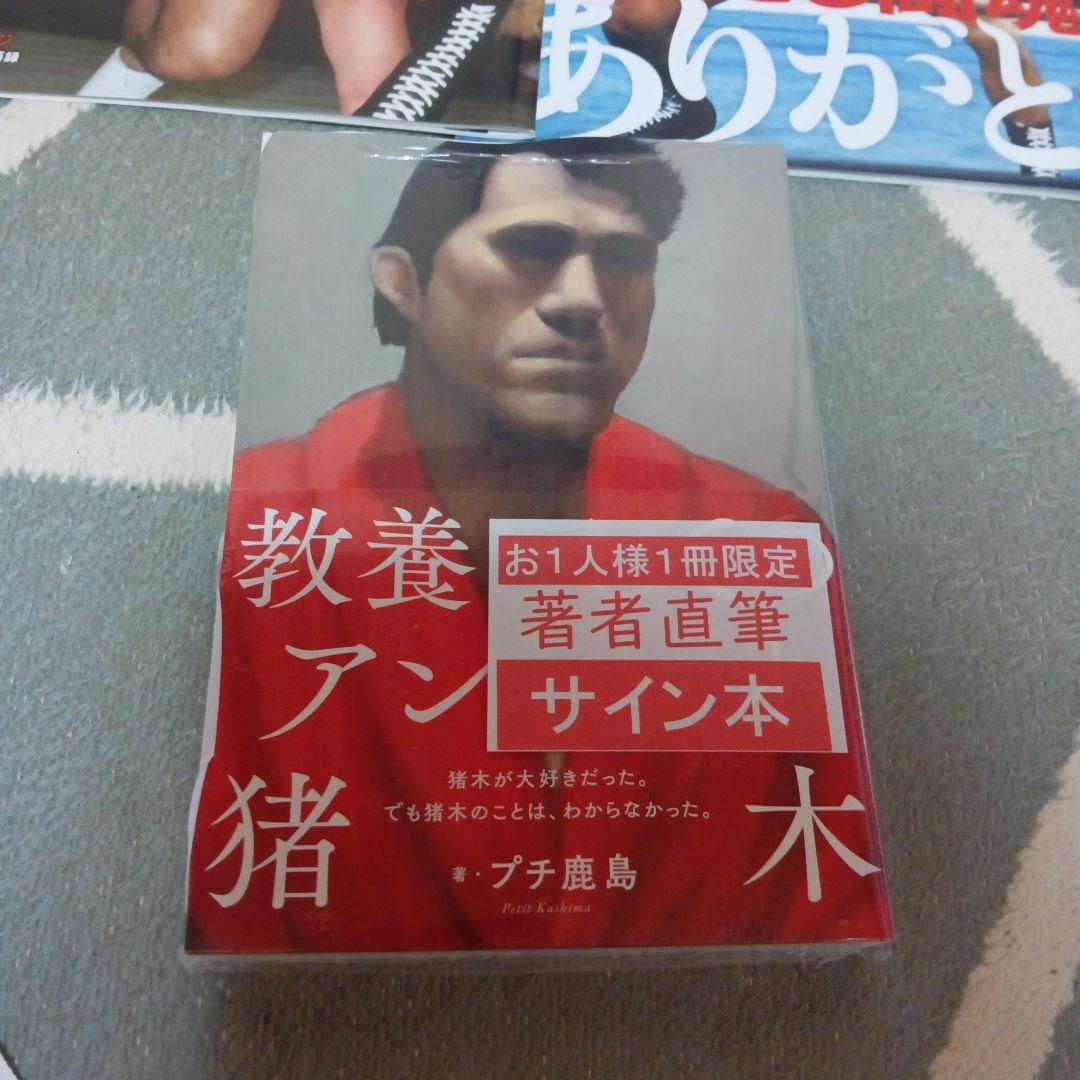 ありがと
教養
アン
猪木
お1人様1冊限定
著者直筆
サイン本
猪木が大好きだった。
でも猪木のことは、わからなかった。
著・プチ鹿島
Petit Kashima